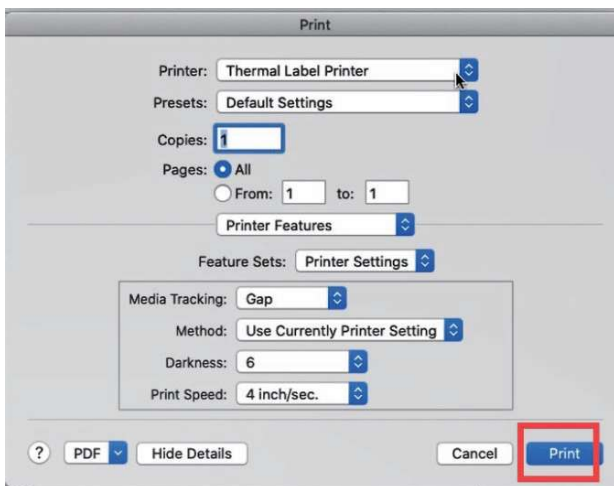 Print
Printer: Thermal Label Printer
Presets: Default Settings
Copies: 1
Pages: All
From: 1 to: 1
Printer Features
Feature Sets: Printer Settings
Media Tracking: Gap
Method: Use Currently Printer Setting
Darkness: 6
Print Speed: 4 inch/sec.
? PDF Hide Details Cancel Print